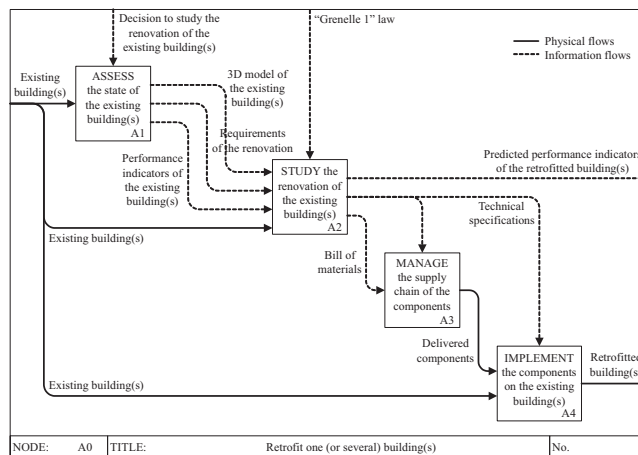 Decision to study the
renovation of the
existing building(s)
"Grenelle 1" law
Physical flows
Information flows
Existing
building(s)
ASSESS
the state of
the existing
building(s)
A1
3D model of
the existing
building(s)
Requirements
of the renovation
Performance
indicators of
the existing
building(s)
STUDY the
renovation of
the existing
building(s)
A2
Predicted performance indicators
of the retrofitted building(s)
Technical
specifications
Existing building(s)
Bill of
materials
MANAGE
the supply
chain of the
components
A3
Delivered
components
IMPLEMENT
the components
on the existing
building(s)
A4
Retrofitted
building(s)
Existing building(s)
NODE: A0 TITLE: Retrofit one (or several) building(s) No.